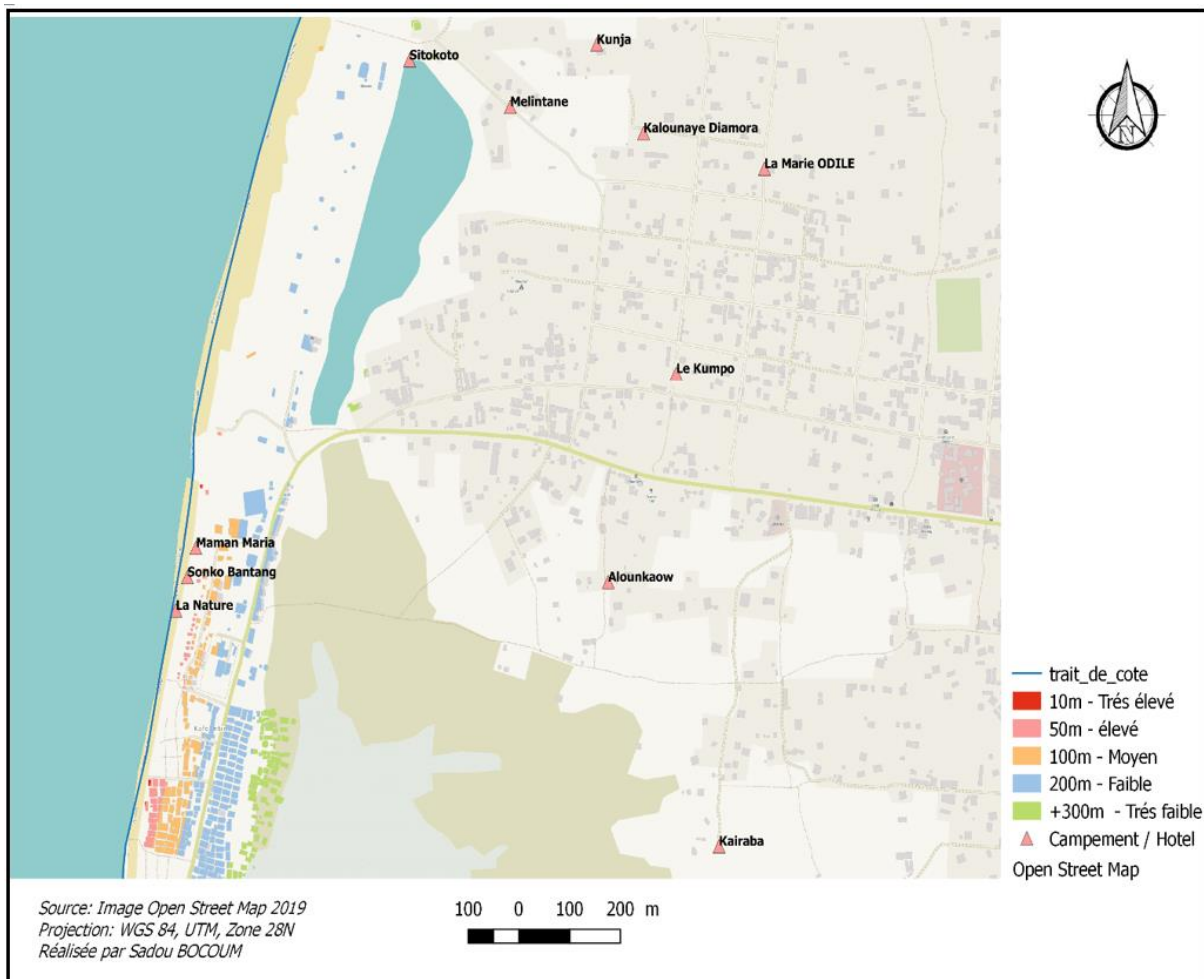 Kunja
Sitokoto
Melintane
Kalounaye Diamora
La Marie ODILE
N
Le Kumpo
Maman Maria
Sonko Bantang
Alounkaow
La Nature
Kairaba
trait_de_cote
10m - Trés élevé
50m - élevé
100m - Moyen
200m - Faible
+300m - Trés faible
Campement / Hotel
Open Street Map
Source: Image Open Street Map 2019
Projection: WGS 84, UTM, Zone 28N
Réalisée par Sadou BOCOUM
100 0 100 200 m